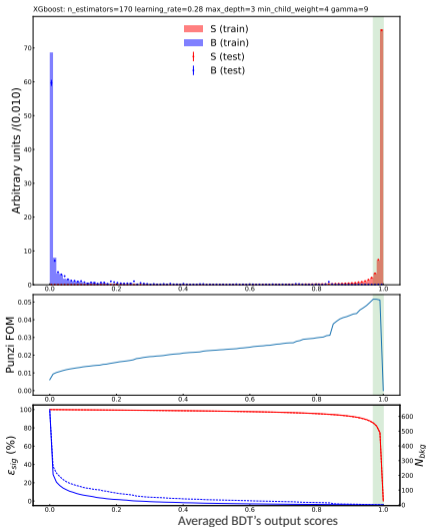 XGboost: n_estimators=170 learning_rate=0.28 max_depth=3 min_child_weight=4 gamma=9
S (train)
B (train)
S (test)
B (test)
Arbitrary units /(0.010)
70
60
50
40
30
20
10
0
0.0 0.2 0.4 0.6 0.8 1.0
Punzi FOM
0.05
0.04
0.03
0.02
0.01
0.00
0.0 0.2 0.4 0.6 0.8 1.0
ε_sig (%)
100
80
60
40
20
0
N_bkg
600
500
400
300
200
100
0
0.0 0.2 0.4 0.6 0.8 1.0
Averaged BDT's output scores